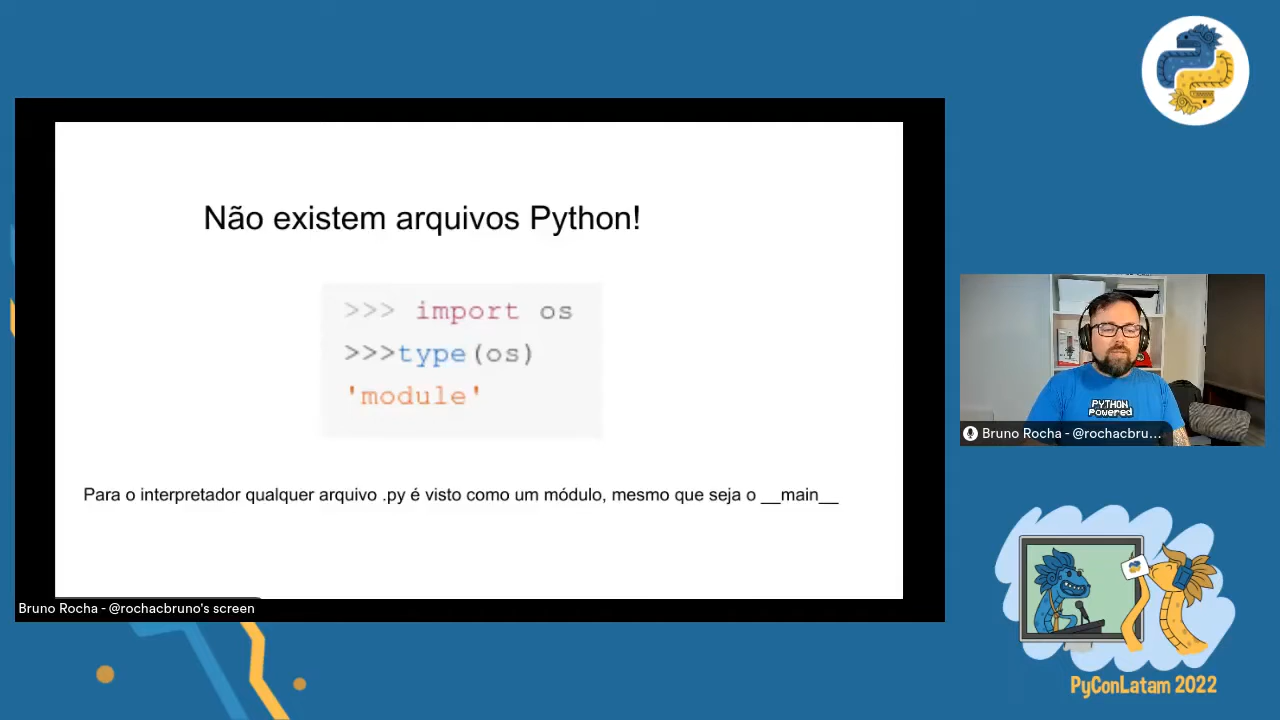 Não existem arquivos Python!
>>> import os
>>>type(os)
'module'
Para o interpretador qualquer arquivo .py é visto como um módulo, mesmo que seja o __main__
Bruno Rocha - @rochacbruno's screen
PYTHON
Powered
Bruno Rocha - @rochacbru...
PyConLatam 2022